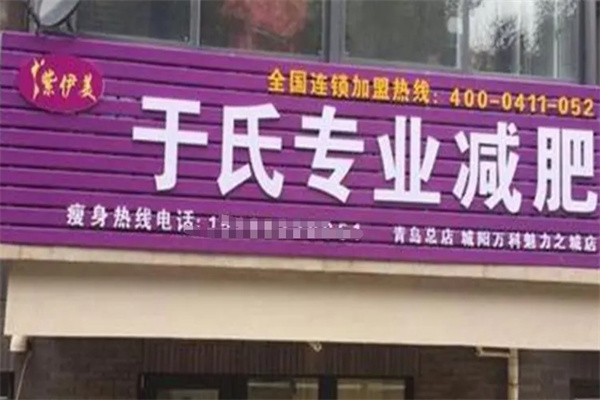 紫伊美
全国连锁加盟热线：400-0411-052
于氏专业减肥
瘦身热线电话:
青岛总店 城阳万科魅力之城店